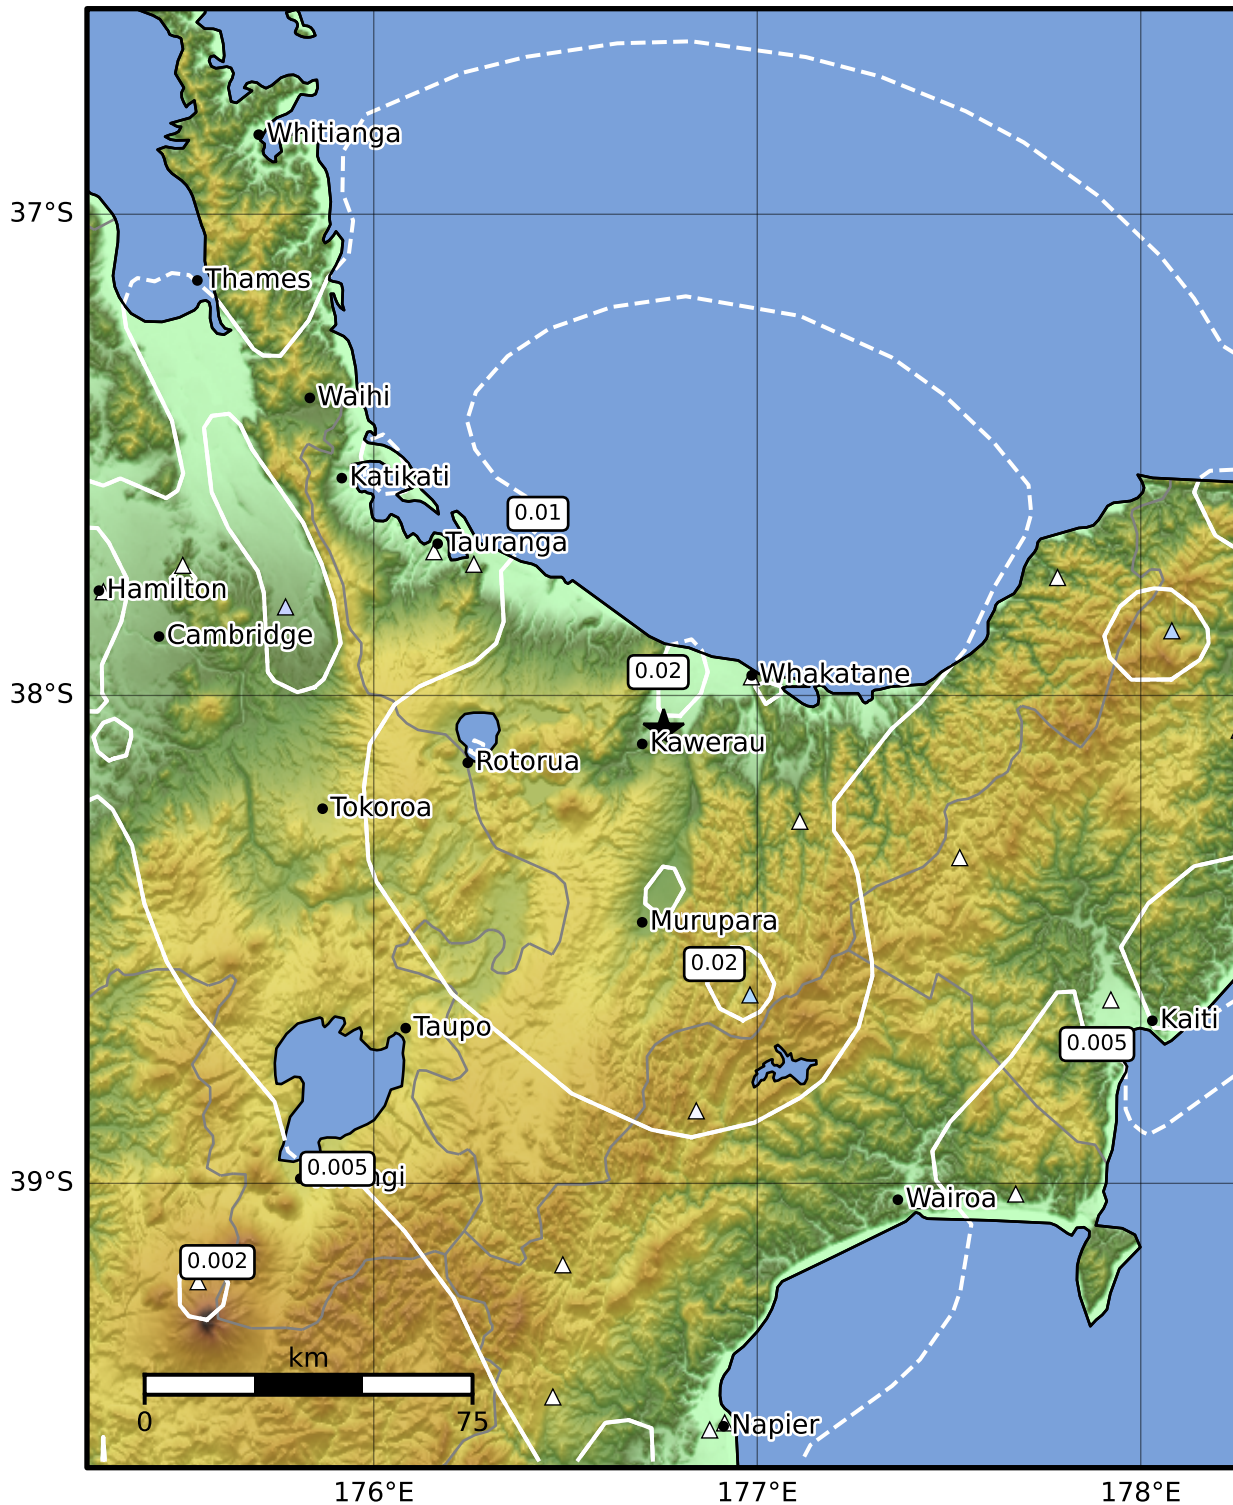 Whitianga
37°S
Thames
Waihi
Katikati
0.01
Tauranga
Hamilton
Cambridge
0.02
Whakatane
38°S
Kawerau
Rotorua
Tokoroa
Murupara
0.02
Taupo
Kaiti
0.005
0.005
ngi
39°S
Wairoa
0.002
km
0
75
Napier
176°E
177°E
178°E